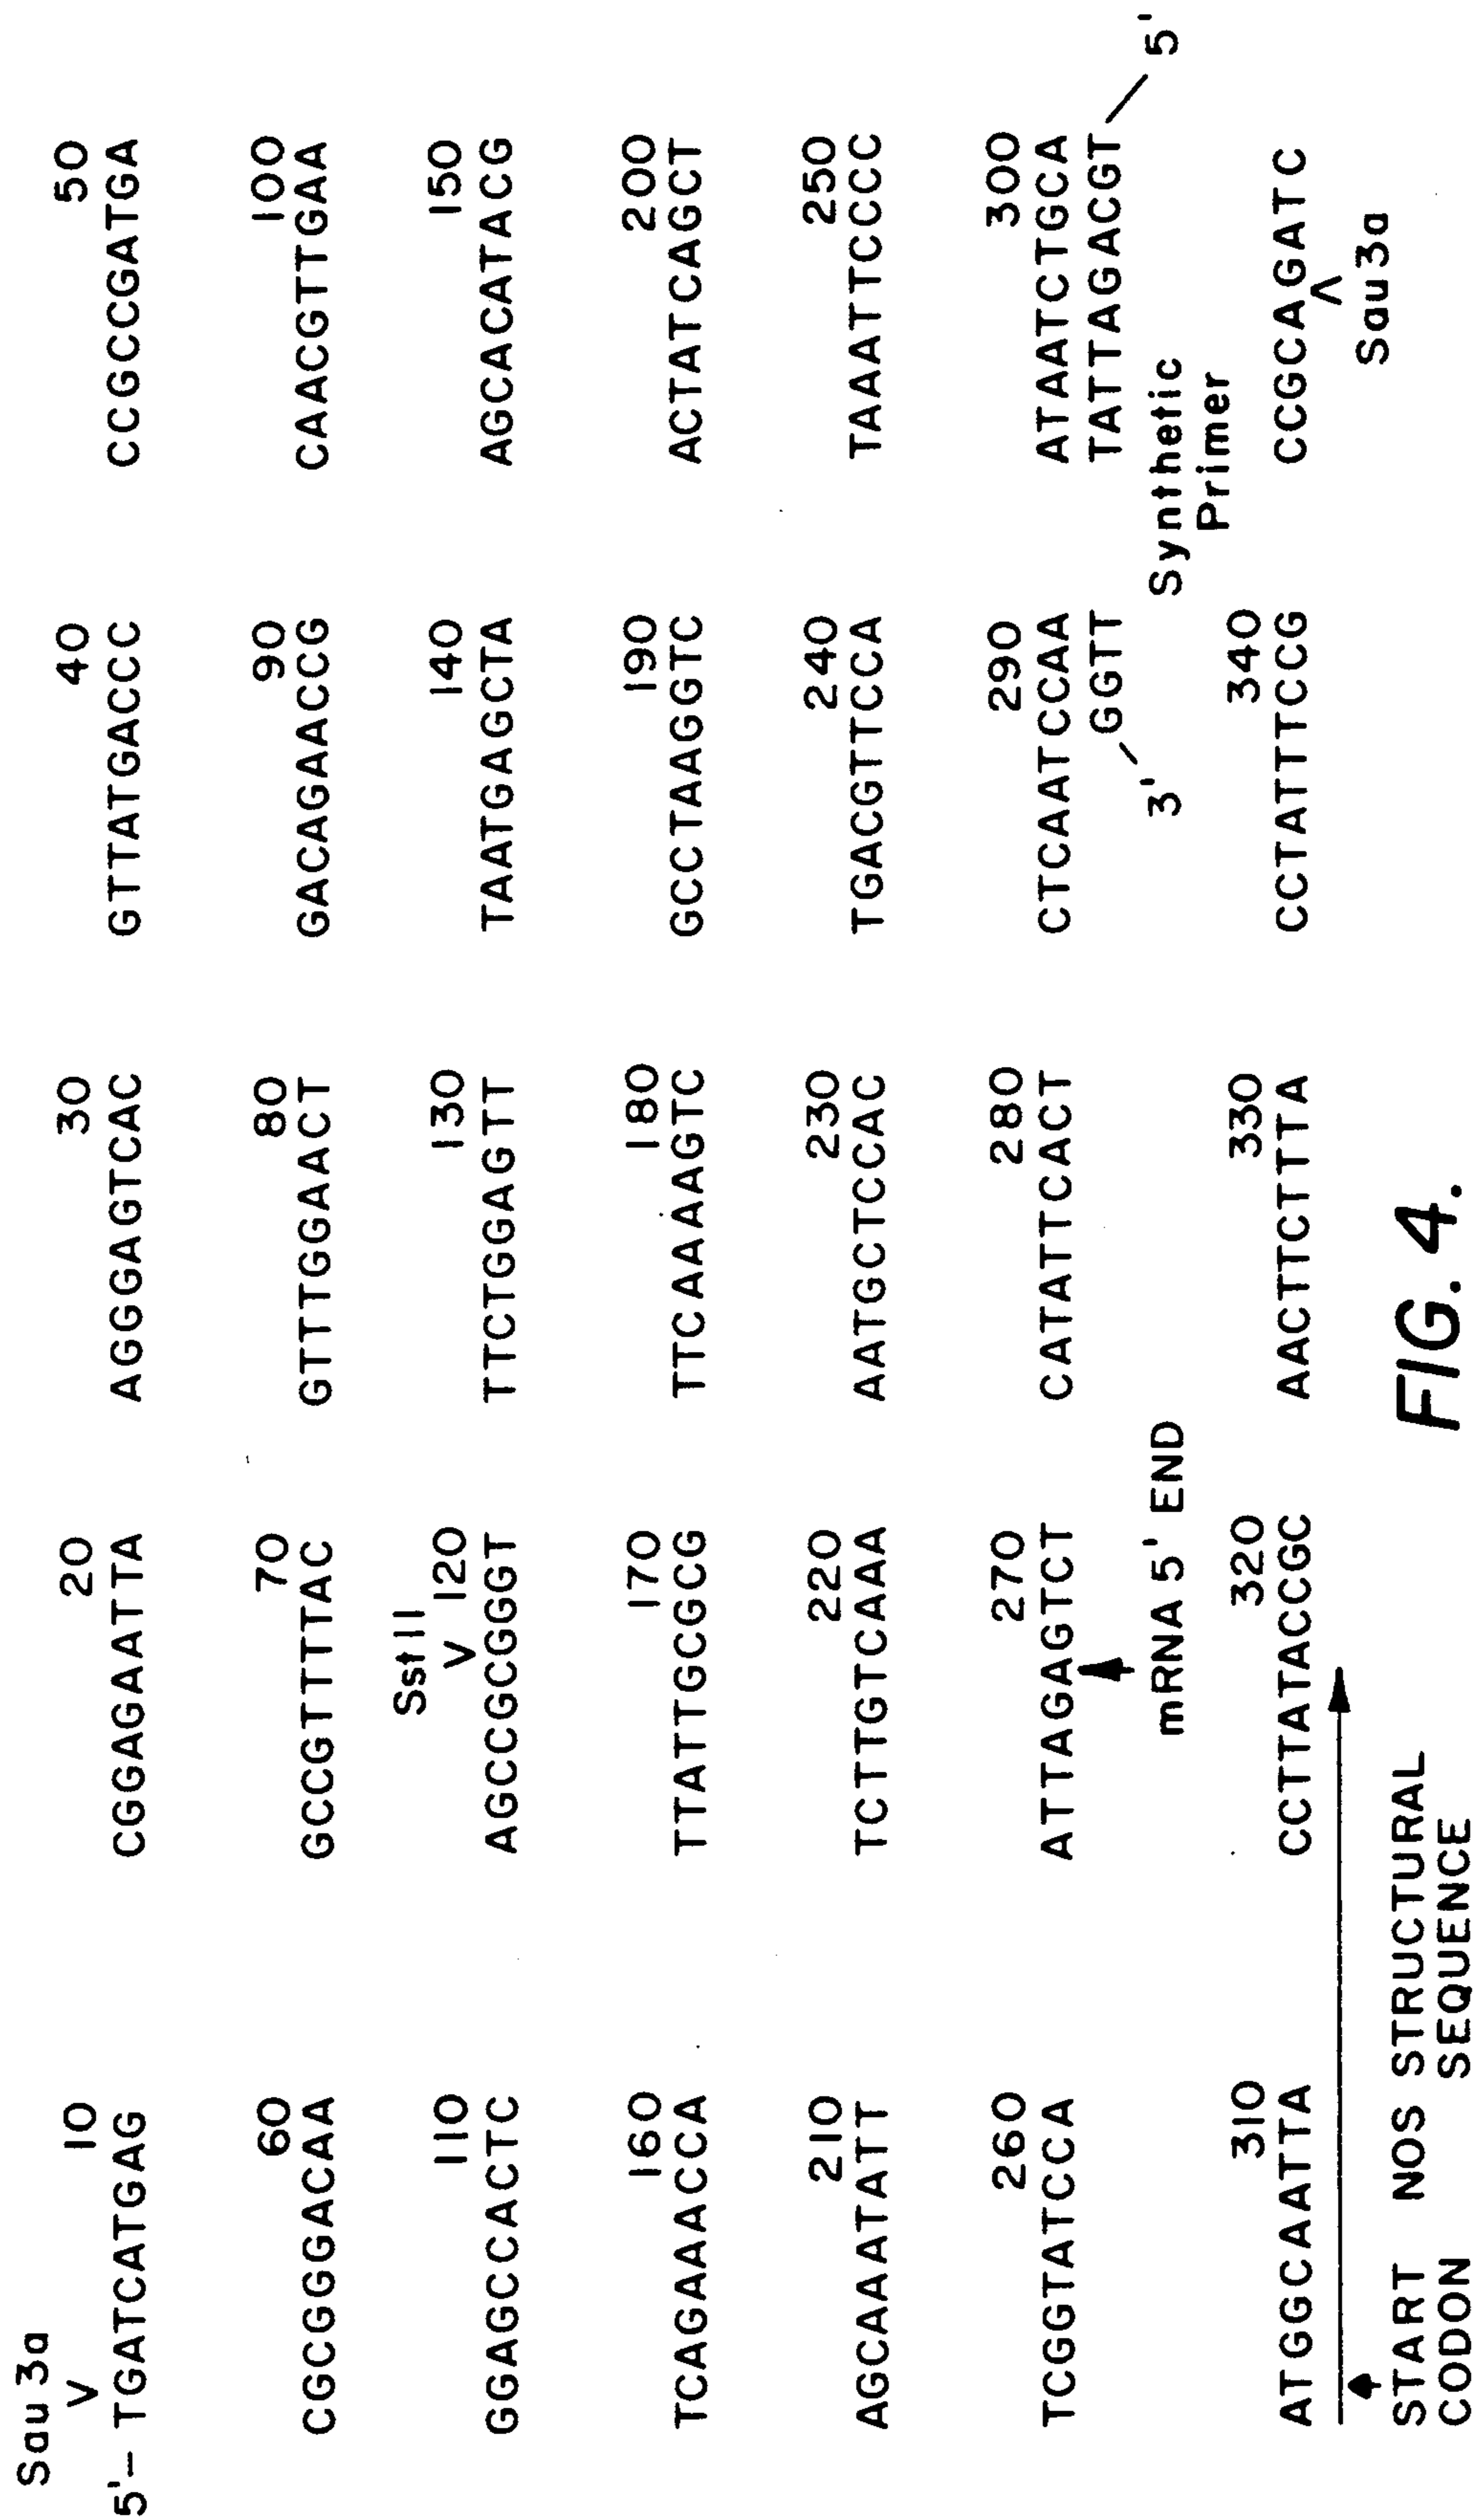 Sau 3a
V
10 20 30 40 50
5'— TGATCATGAG CGGAGAATTA AGGGAGTCAC GTTATGACCC CCGCCGATGA
60 70 80 90 100
CGCGGGACAA GCCGTTTTAC GTTTGGAACT GACAGAACCG CAACGTTGAA
SstII
V
110 120 130 140 150
GGAGCCACTC AGCCGCGGGT TTCTGGAGTT TAATGAGCTA AGCACATACG
160 170 180 190 200
TCAGAAACCA TTATTGCGCG TTCAAAAGTC GCCTAAGGTC ACTATCAGCT
210 220 230 240 250
AGCAAATATT TCTTGTCAAA AATGCTCCAC TGACGTTCCA TAAATTCCCC
260 270 280 290 300
TCGGTATCCA ATTAGAGTCT CATATTCACT CTCAATCCAA ATAATCTGCA
GGTT TATTAGACGT
3' 5'
mRNA 5' END
Synthetic
Primer
310 320 330 340
ATGGCAATTA CCTTATACCGC AACTTCTTTA CCTATTTCCG CCGCAGATC
Λ
Sau3a
START
CODON
NOS STRUCTURAL
SEQUENCE
FIG. 4.